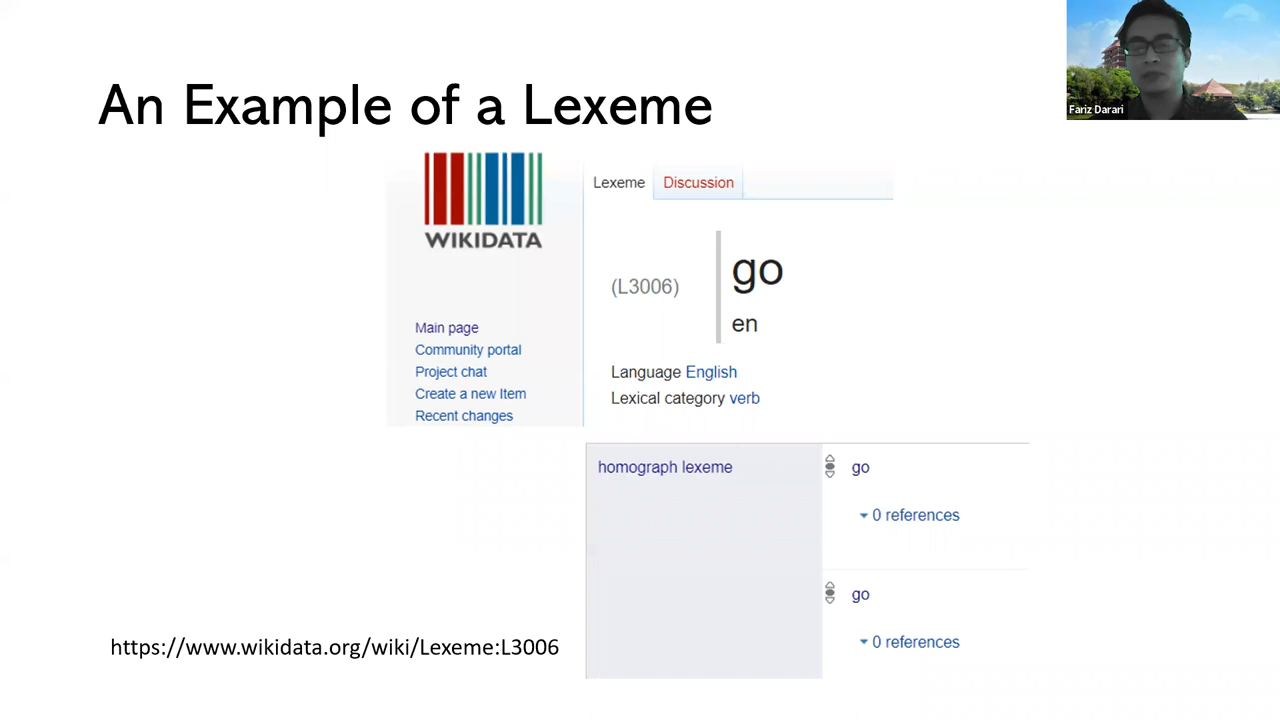 Fariz Darari
An Example of a Lexeme
WIKIDATA
Main page
Community portal
Project chat
Create a new Item
Recent changes
Lexeme
Discussion
(L3006)
go
en
Language English
Lexical category verb
homograph lexeme
go
0 references
go
0 references
https://www.wikidata.org/wiki/Lexeme:L3006